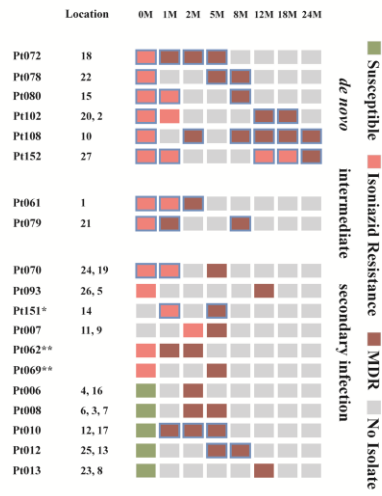 Location 0M 1M 2M 5M 8M 12M 18M 24M
Pt072 18
Pt078 22
Pt080 15
Pt102 20, 2
Pt108 10
Pt152 27
Pt061 1
Pt079 21
Pt070 24, 19
Pt093 26, 5
Pt151* 14
Pt007 11, 9
Pt062**
Pt069**
Pt006 4, 16
Pt008 6, 3, 7
Pt010 12, 17
Pt012 25, 13
Pt013 23, 8
de novo
intermediate
secondary infection
Susceptible
Isoniazid Resistance
MDR
No Isolate